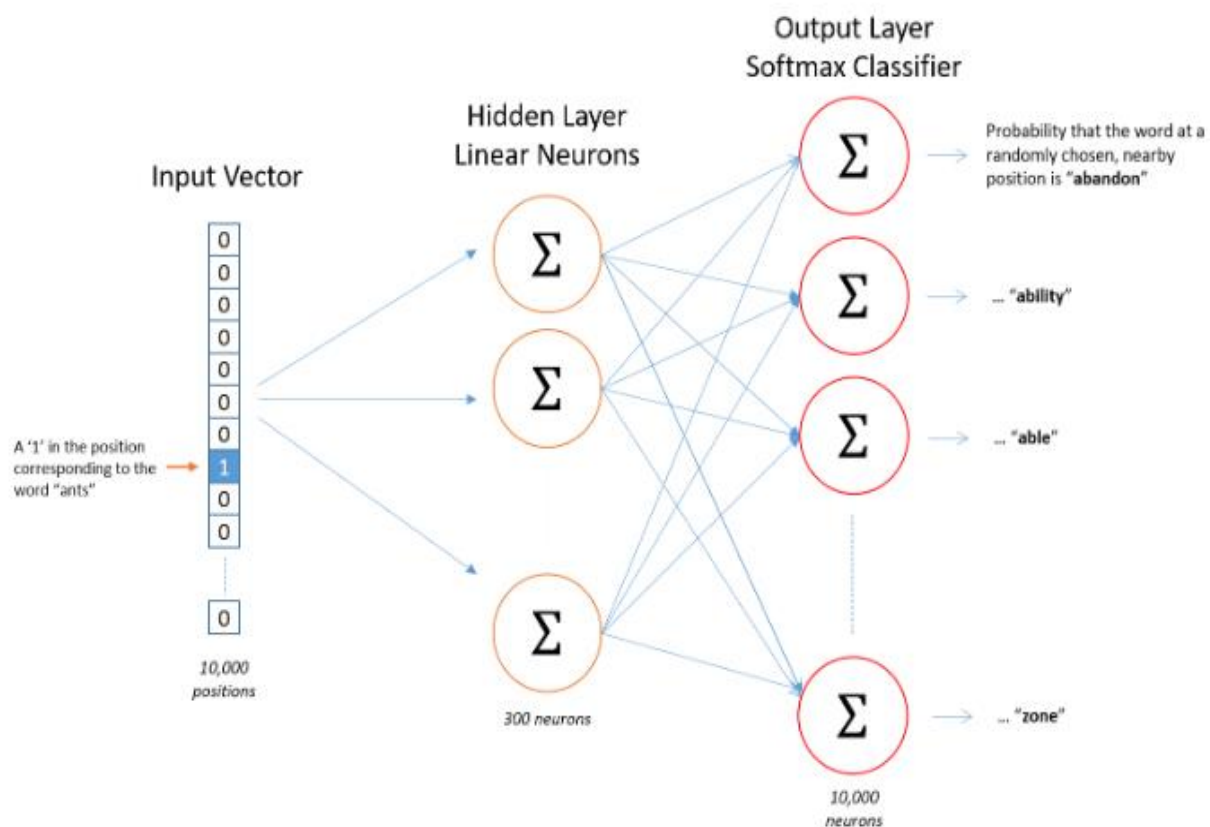 Output Layer
Softmax Classifier
Hidden Layer
Linear Neurons
Input Vector
0
0
0
0
0
0
0
1
0
0
0
A ‘1’ in the position
corresponding to the
word “ants”
10,000
positions
Σ
Σ
Σ
300 neurons
Σ
Σ
Σ
Σ
10,000
neurons
Probability that the word at a
randomly chosen, nearby
position is “abandon”
... “ability”
... “able”
... “zone”